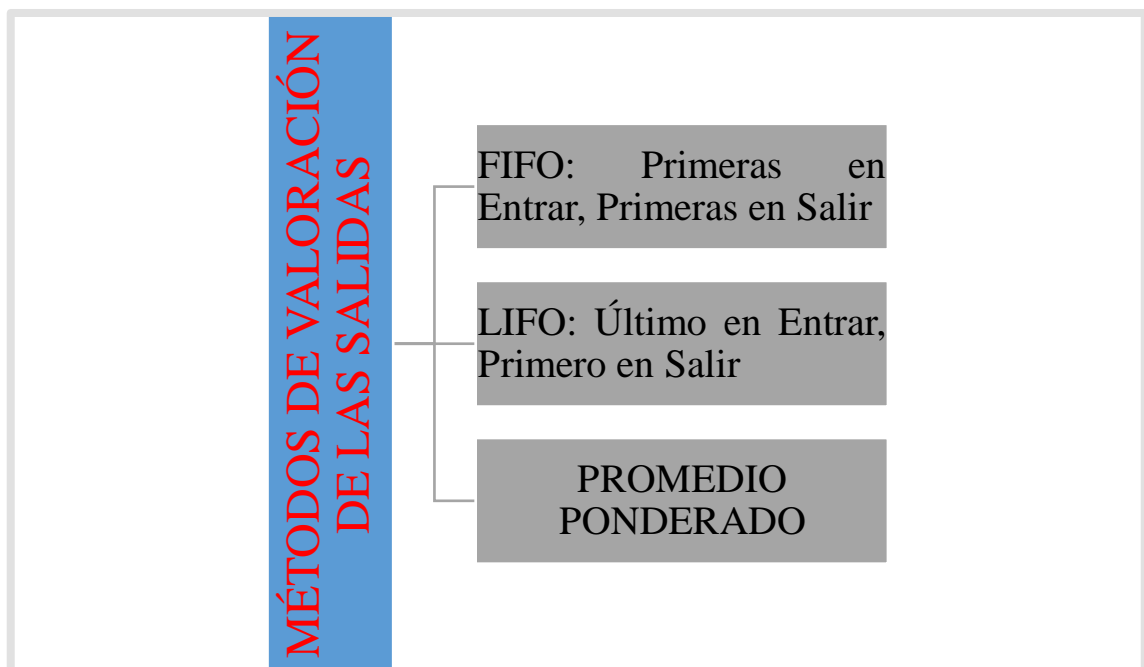 MÉTODOS DE VALORACIÓN
DE LAS SALIDAS
FIFO: Primeras en
Entrar, Primeras en Salir
LIFO: Último en Entrar,
Primero en Salir
PROMEDIO
PONDERADO